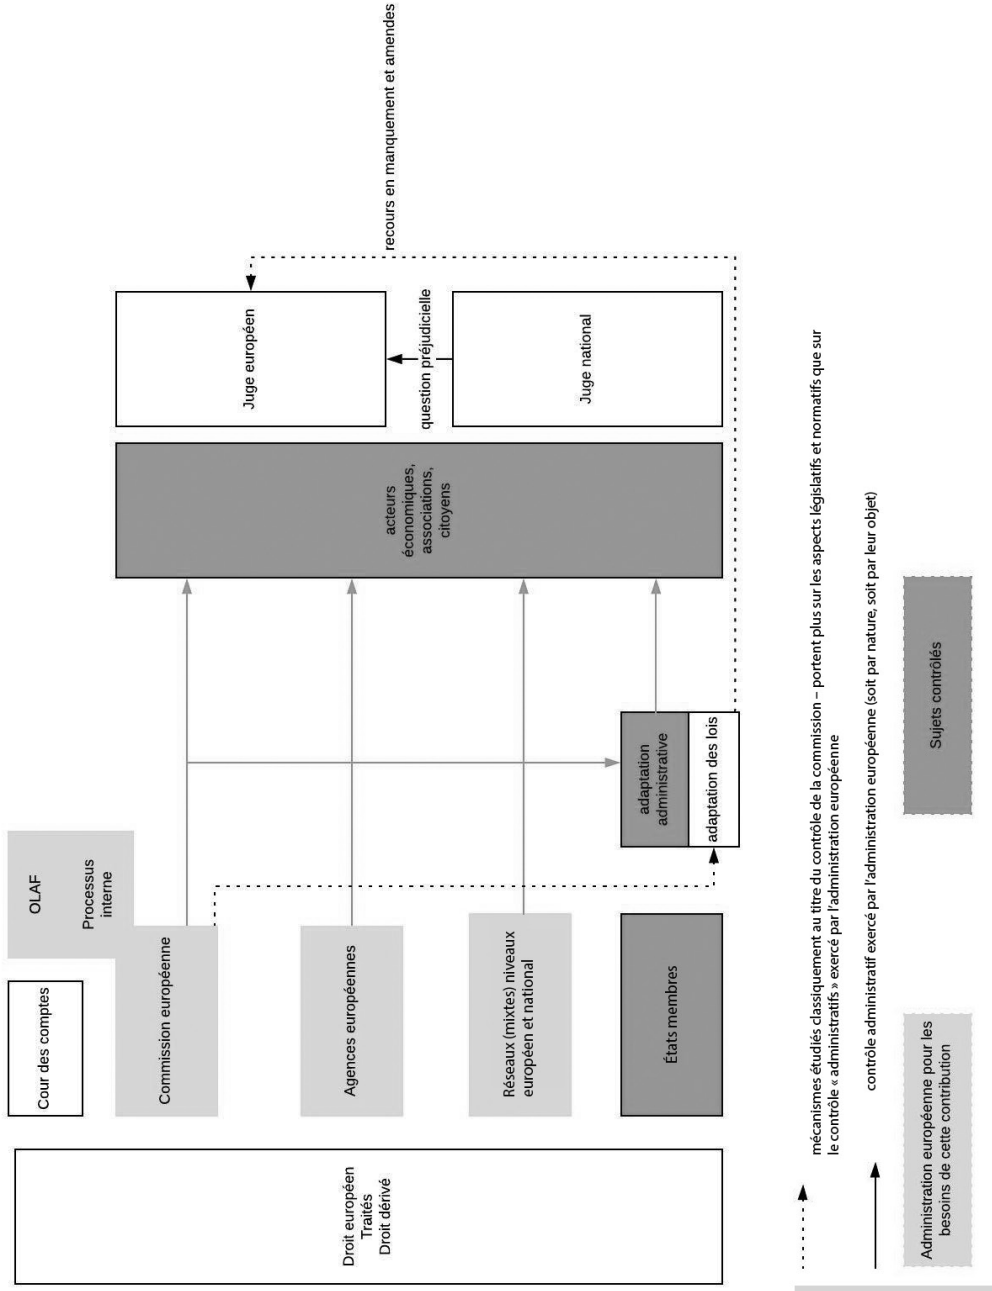 Droit européen
Traités
Droit dérivé
Cour des comptes
OLAF
Processus
interne
Commission européenne
Agences européennes
Réseaux (mixtes) niveaux
européen et national
États membres
adaptation
administrative
adaptation des lois
acteurs
économiques,
associations,
citoyens
Juge européen
question préjudicielle
Juge national
recours en manquement et amendes
mécanismes étudiés classiquement au titre du contrôle de la commission – portent plus sur les aspects législatifs et normatifs que sur
le contrôle « administratifs » exercé par l'administration européenne
contrôle administratif exercé par l'administration européenne (soit par nature, soit par leur objet)
Administration européenne pour les
besoins de cette contribution
Sujets contrôlés